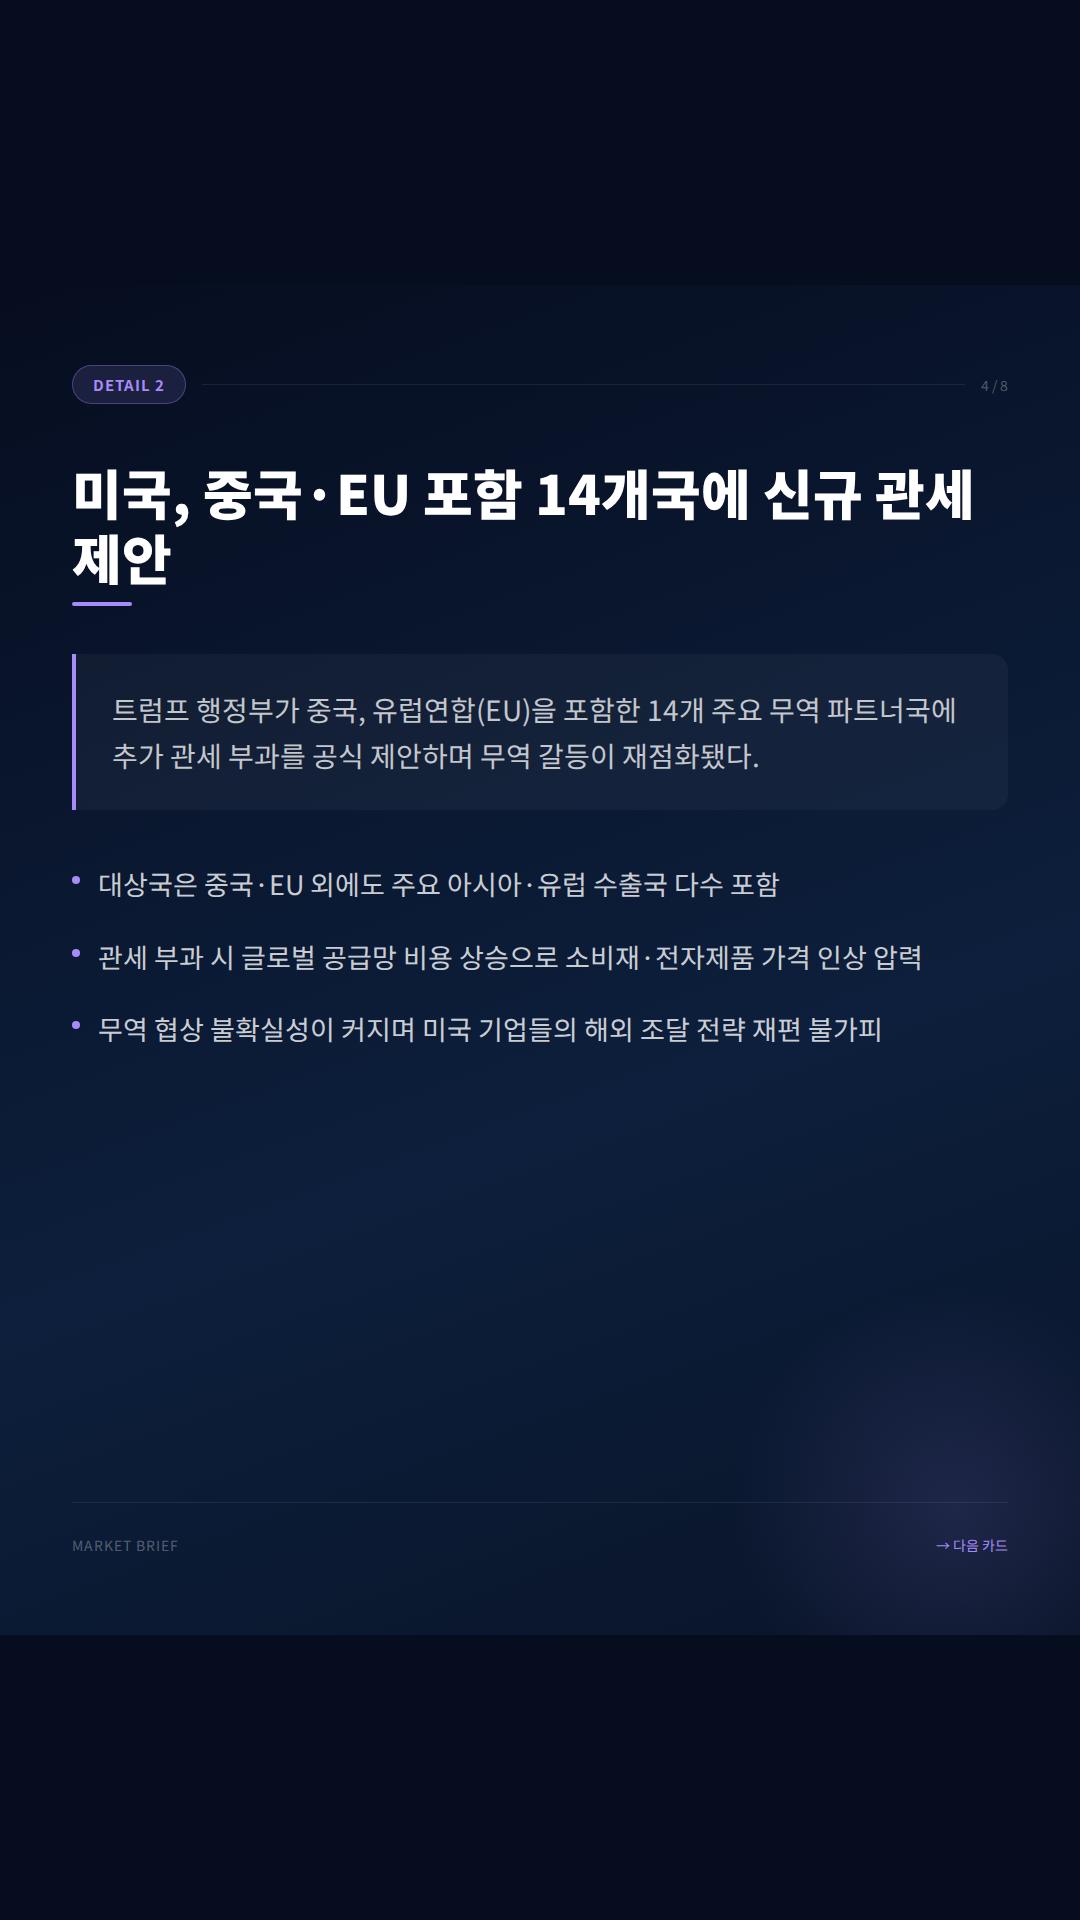 DETAIL 2
4 / 8
미국, 중국·EU 포함 14개국에 신규 관세
제안
트럼프 행정부가 중국, 유럽연합(EU)을 포함한 14개 주요 무역 파트너국에
추가 관세 부과를 공식 제안하며 무역 갈등이 재점화됐다.
• 대상국은 중국·EU 외에도 주요 아시아·유럽 수출국 다수 포함
• 관세 부과 시 글로벌 공급망 비용 상승으로 소비재·전자제품 가격 인상 압력
• 무역 협상 불확실성이 커지며 미국 기업들의 해외 조달 전략 재편 불가피
MARKET BRIEF
→ 다음 카드